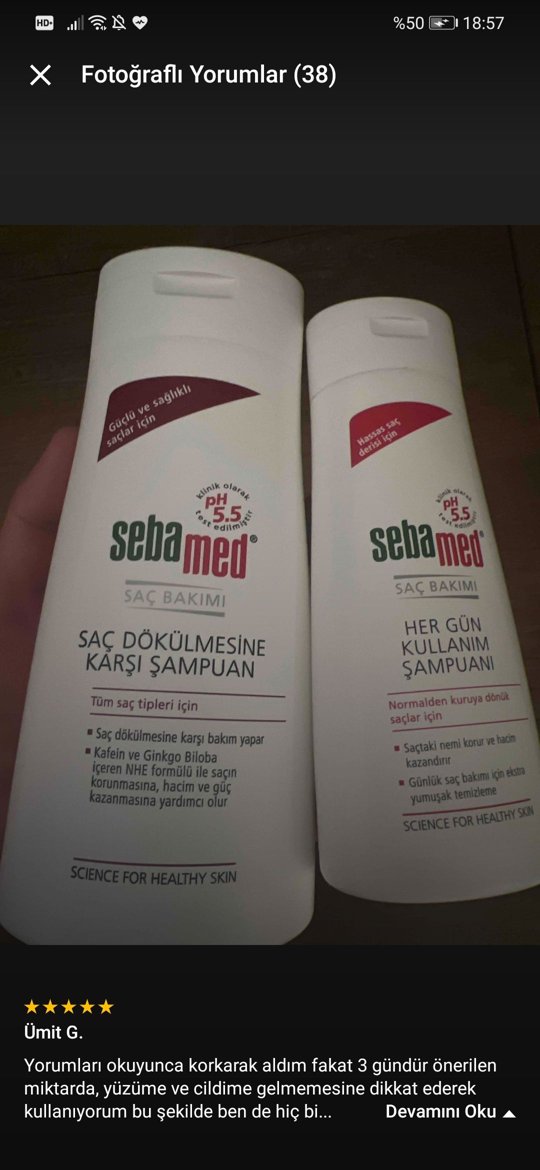 HD+
%50
18:57
Fotoğraflı Yorumlar (38)
Güçlü ve sağlıklı
saçlar için
klinik olarak
pH
5.5
test edilmiştir
sebamed®
SAÇ BAKIMI
SAÇ DÖKÜLMESİNE
KARŞI ŞAMPUAN
Tüm saç tipleri için
▪ Saç dökülmesine karşı bakım yapar
▪ Kafein ve Ginkgo Biloba
içeren NHE formülü ile saçın
korunmasına, hacim ve güç
kazanmasına yardımcı olur
SCIENCE FOR HEALTHY SKIN
Hassas saç
derisi için
klinik olarak
pH
5.5
test edilmiştir
sebamed®
SAÇ BAKIMI
HER GÜN
KULLANIM
ŞAMPUANI
Normalden kuruya dönük
saçlar için
▪ Saçtaki nemi korur ve hacim
kazandırır
▪ Günlük saç bakımı için ekstra
yumuşak temizleme
SCIENCE FOR HEALTHY SKIN
Ümit G.
Yorumları okuyunca korkarak aldım fakat 3 gündür önerilen
miktarda, yüzüme ve cildime gelmemesine dikkat ederek
kullanıyorum bu şekilde ben de hiç bi... Devamını Oku